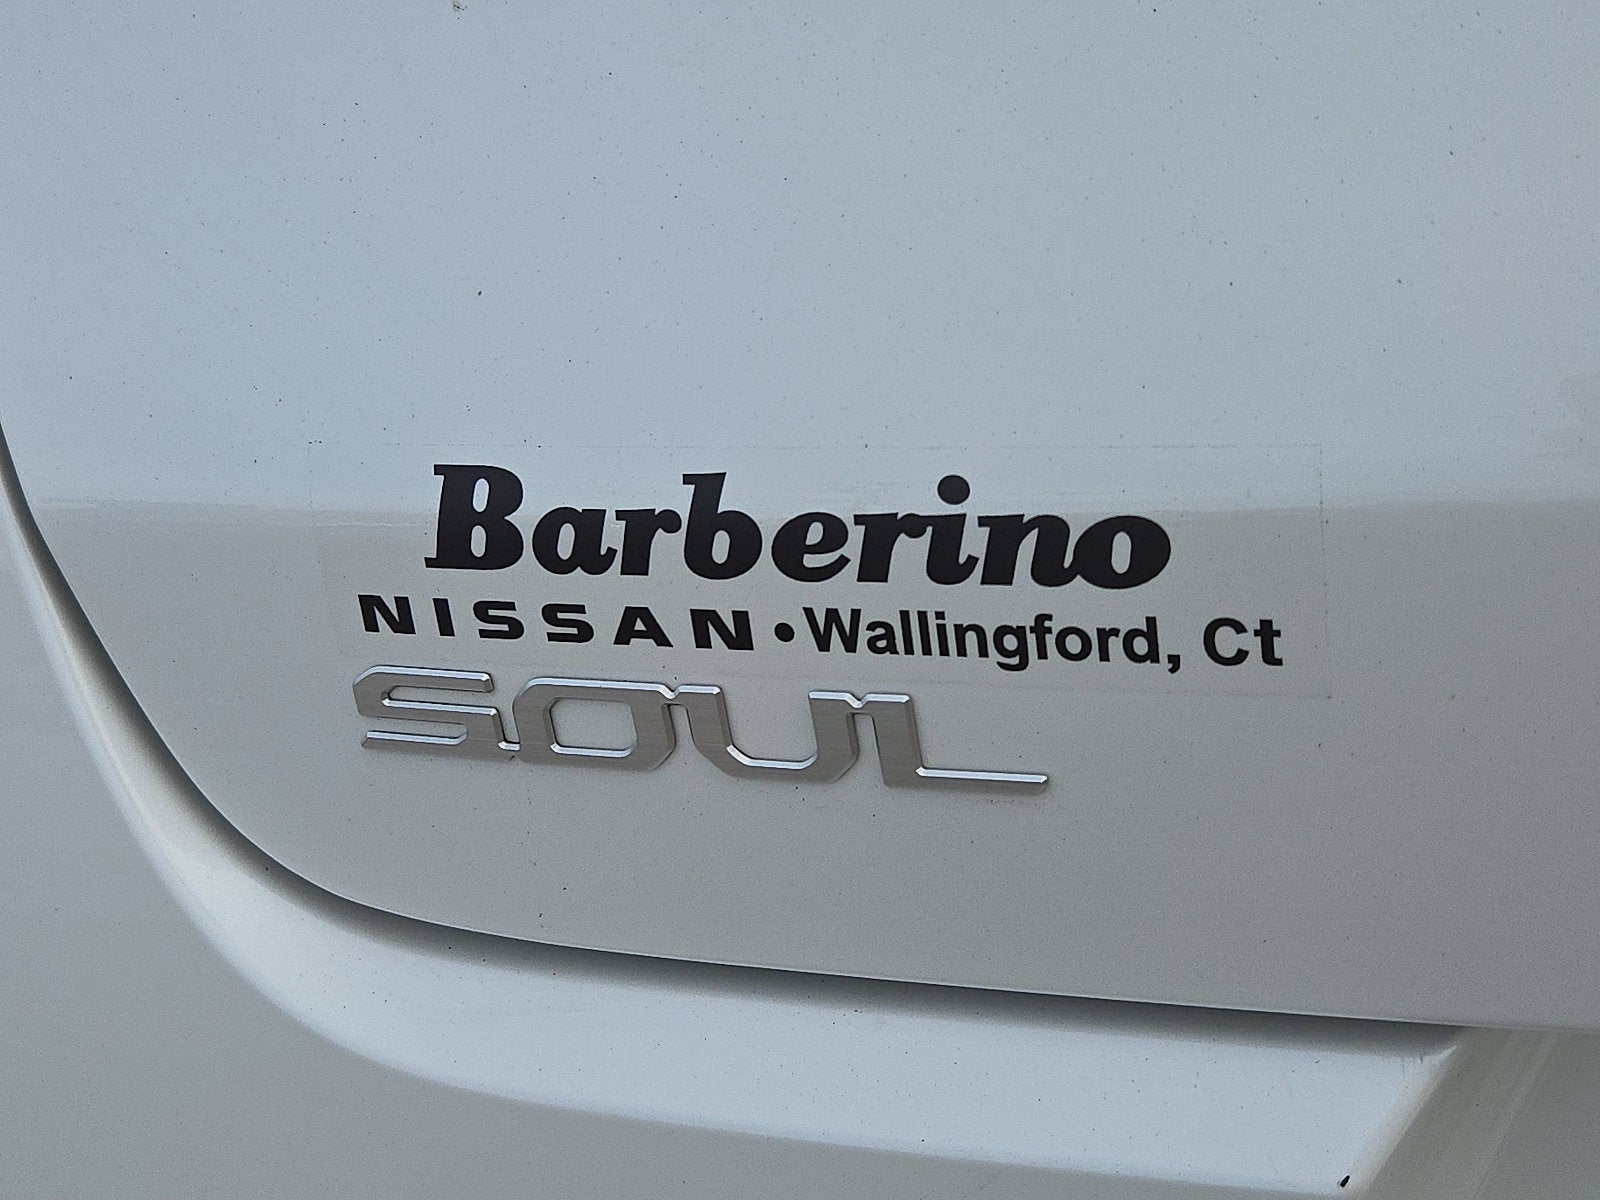 Barberino
NISSAN • Wallingford, Ct
SOUL